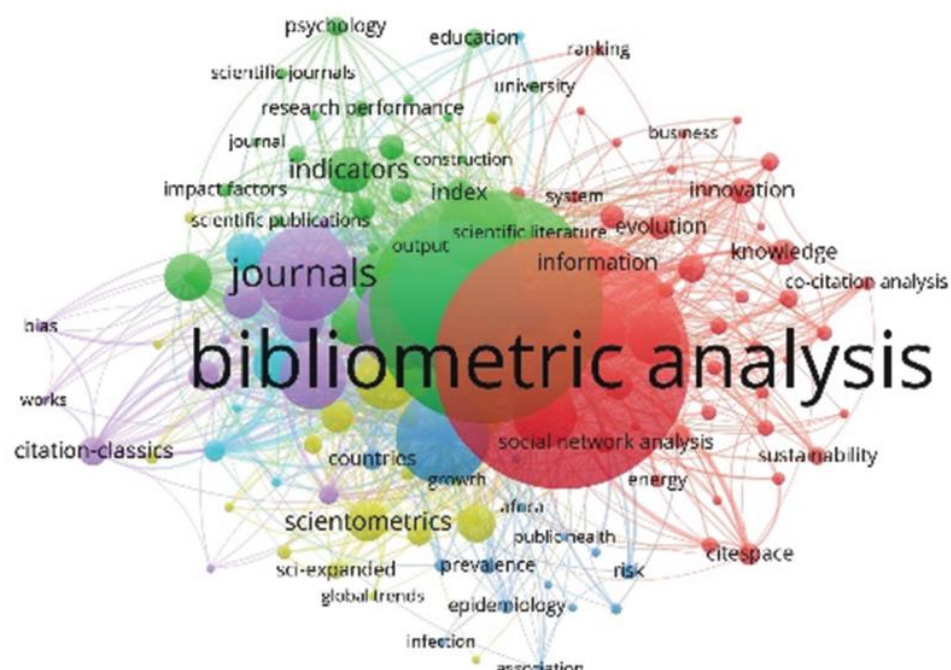 psychology
education
ranking
scientific journals
university
research performance
business
journal
construction
indicators
impact factors
index
system
innovation
scientific publications
scientific literature
evolution
output
knowledge
information
journals
co-citation analysis
bias
bibliometric analysis
works
citation-classics
social network analysis
countries
sustainability
growth
energy
scientometrics
public health
citespace
prevalence
sci-expanded
risk
global trends
epidemiology
infection
association